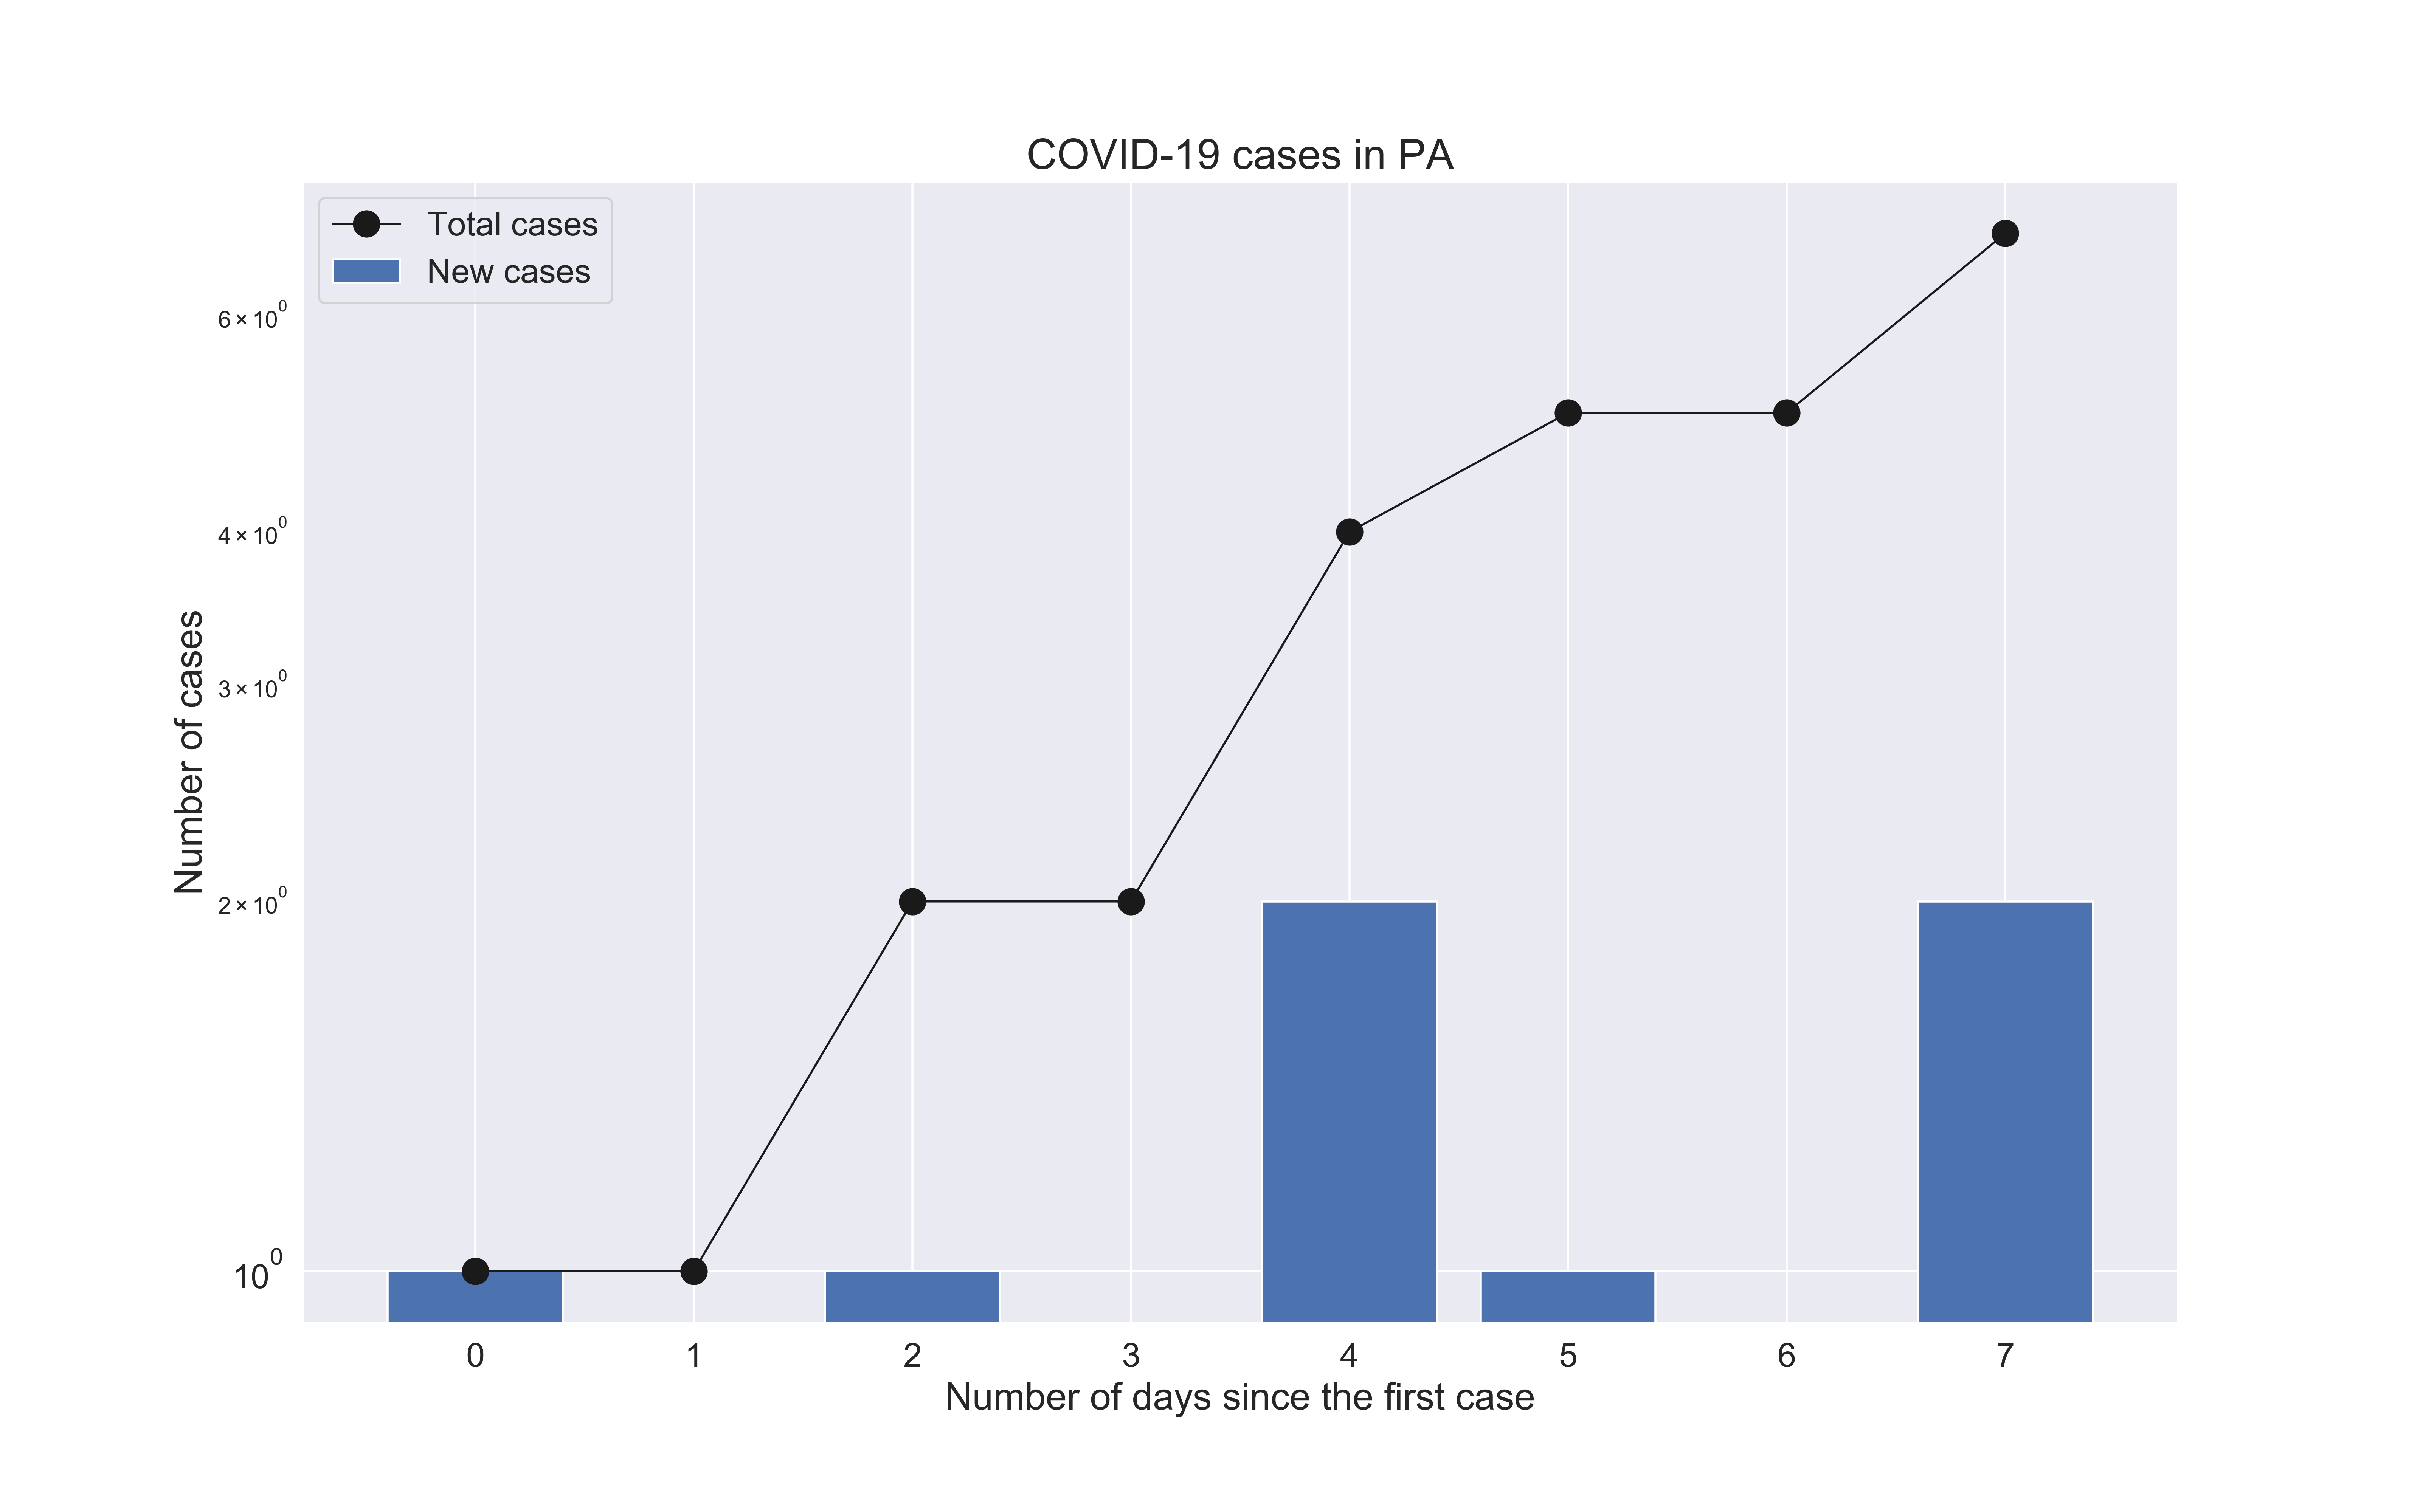 COVID-19 cases in PA
Total cases
New cases
6 × 10⁰
4 × 10⁰
3 × 10⁰
2 × 10⁰
10⁰
Number of cases
0 1 2 3 4 5 6 7
Number of days since the first case